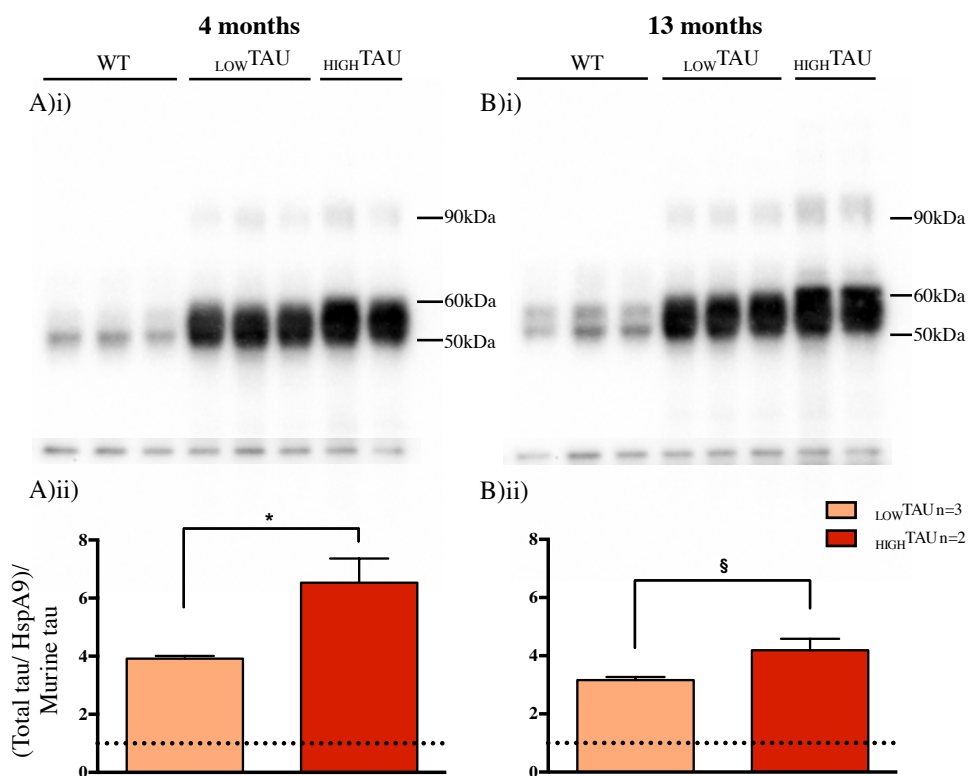 4 months
WT LOWTAU HIGHTAU
A)i)
90kDa
60kDa
50kDa
13 months
WT LOWTAU HIGHTAU
B)i)
90kDa
60kDa
50kDa
A)ii)
(Total tau/ HspA9)/
Murine tau
8
6
4
2
0
*
B)ii)
8
6
4
2
0
§
LOWTAU n=3
HIGHTAU n=2